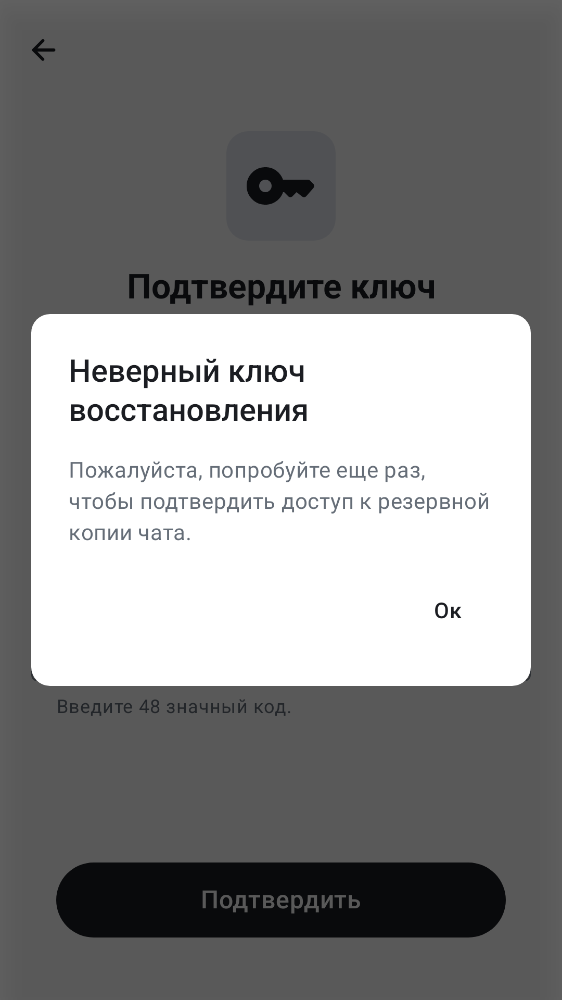 Подтвердите ключ
Неверный ключ
восстановления
Пожалуйста, попробуйте еще раз,
чтобы подтвердить доступ к резервной
копии чата.
Ок
Введите 48 значный код.
Подтвердить